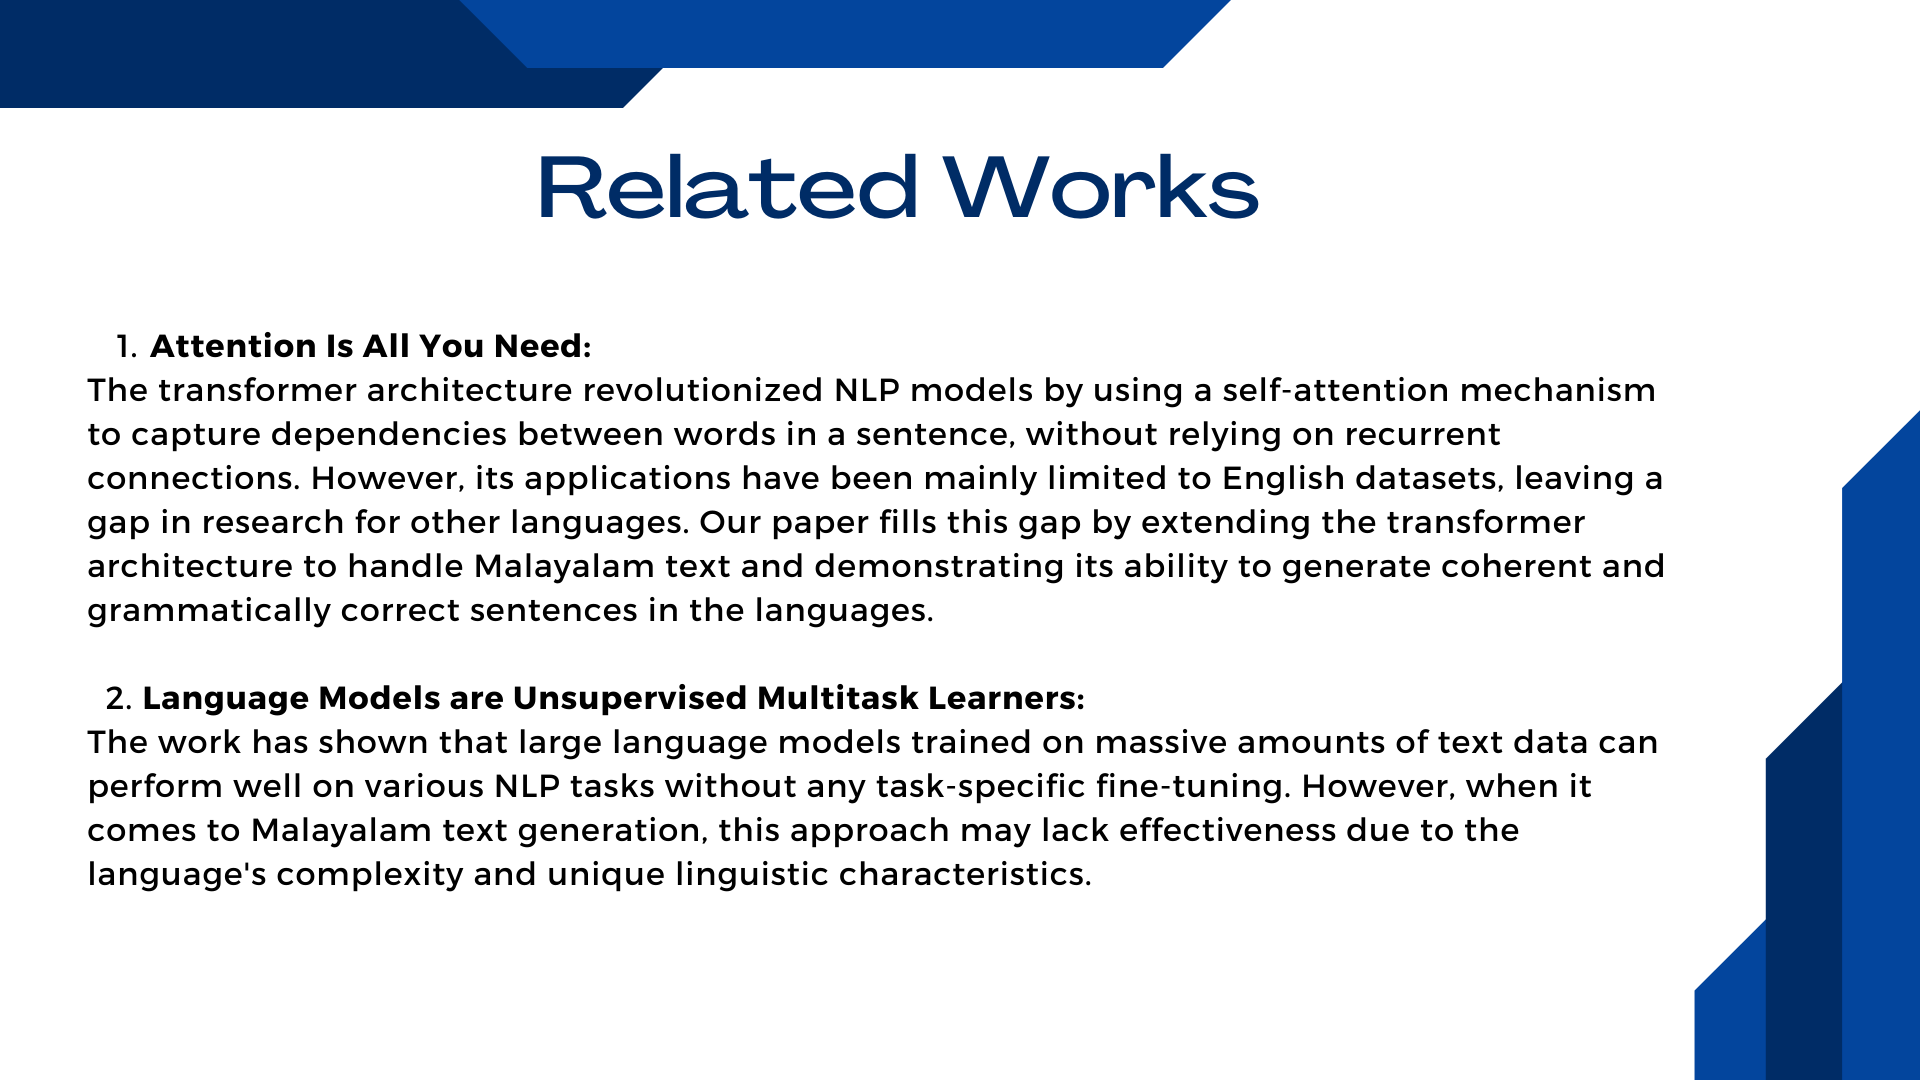 Related Works
1. Attention Is All You Need:
The transformer architecture revolutionized NLP models by using a self-attention mechanism
to capture dependencies between words in a sentence, without relying on recurrent
connections. However, its applications have been mainly limited to English datasets, leaving a
gap in research for other languages. Our paper fills this gap by extending the transformer
architecture to handle Malayalam text and demonstrating its ability to generate coherent and
grammatically correct sentences in the languages.
2. Language Models are Unsupervised Multitask Learners:
The work has shown that large language models trained on massive amounts of text data can
perform well on various NLP tasks without any task-specific fine-tuning. However, when it
comes to Malayalam text generation, this approach may lack effectiveness due to the
language's complexity and unique linguistic characteristics.